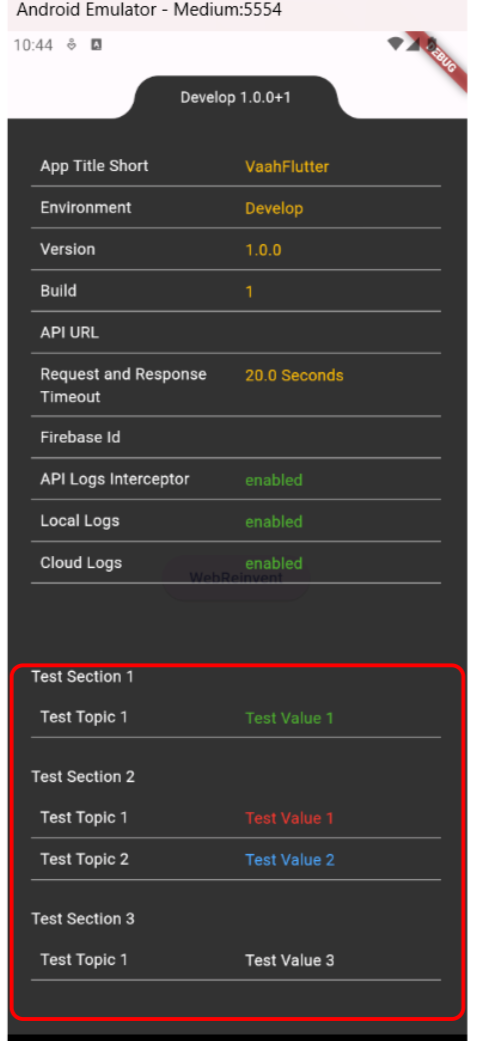 Android Emulator - Medium:5554
10:44
DEBUG
Develop 1.0.0+1
App Title Short VaahFlutter
Environment Develop
Version 1.0.0
Build 1
API URL
Request and Response 20.0 Seconds
Timeout
Firebase Id
API Logs Interceptor enabled
Local Logs enabled
Cloud Logs enabled
WebReinvent
Test Section 1
Test Topic 1 Test Value 1
Test Section 2
Test Topic 1 Test Value 1
Test Topic 2 Test Value 2
Test Section 3
Test Topic 1 Test Value 3